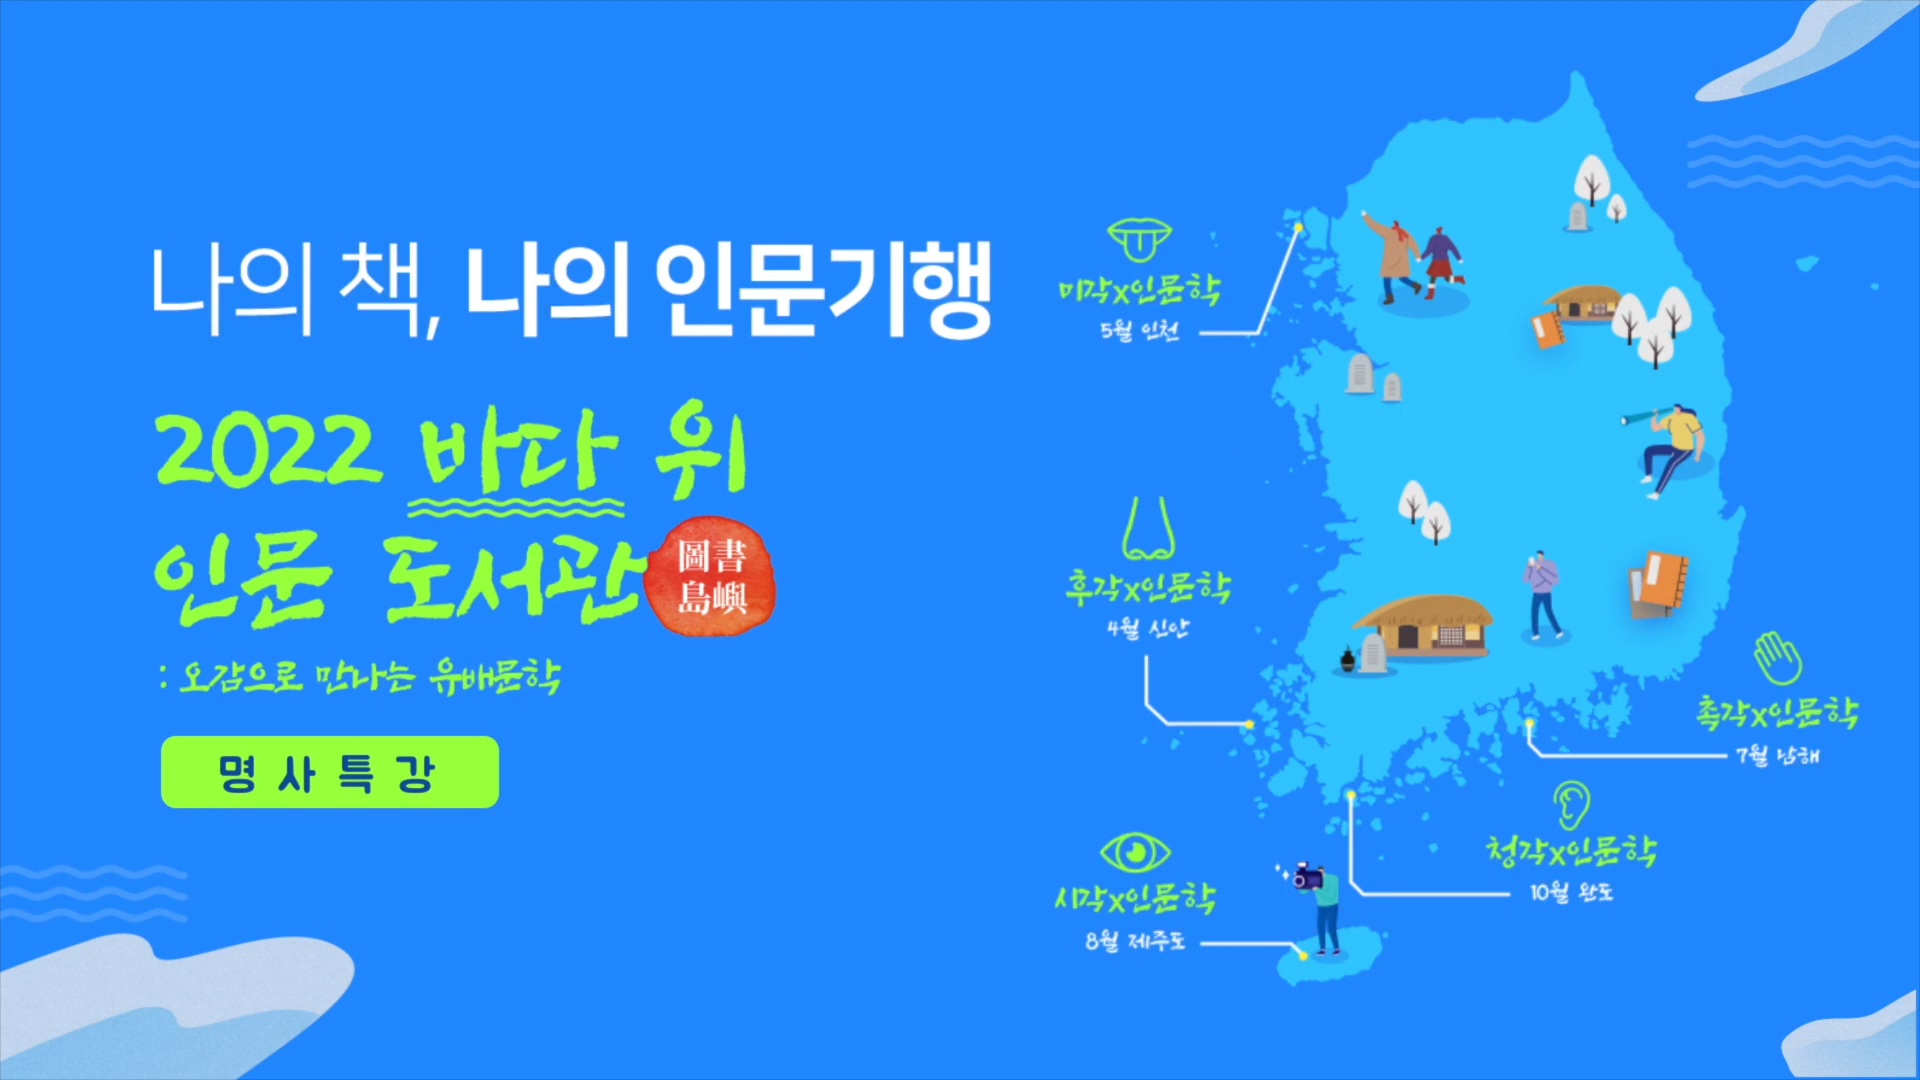 나의 책, 나의 인문기행
2022 바다 위
인문 도서관
圖書
島嶼
: 오감으로 만나는 유배문학
명사특강
미각x인문학
5월 인천
후각x인문학
4월 신안
촉각x인문학
7월 남해
청각x인문학
10월 완도
시각x인문학
8월 제주도